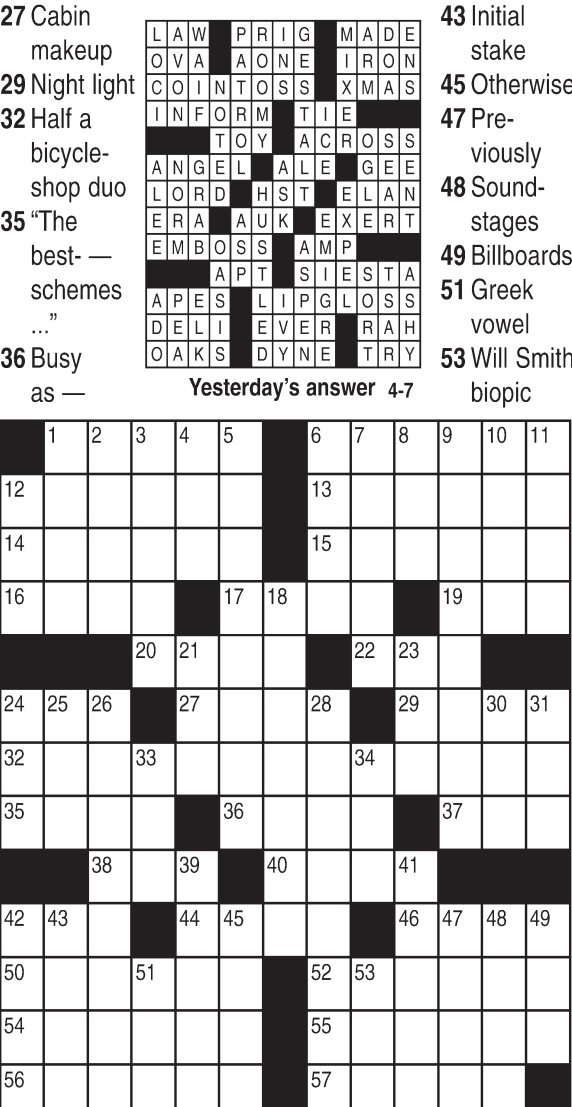 27 Cabin
makeup
29 Night light
32 Half a
bicycle-
shop duo
35 “The
best- —
schemes
...”
36 Busy
as —
L A W P R I G M A D E
O V A A O N E I R O N
C O I N T O S S X M A S
I N F O R M T I E
T O Y A C R O S S
A N G E L A L E G E E
L O R D H S T E L A N
E R A A U K E X E R T
E M B O S S A M P
A P T S I E S T A
A P E S L I P G L O S S
D E L I E V E R R A H
O A K S D Y N E T R Y
Yesterday’s answer 4-7
43 Initial
stake
45 Otherwise
47 Pre-
viously
48 Sound-
stages
49 Billboards
51 Greek
vowel
53 Will Smith
biopic
1 2 3 4 5 6 7 8 9 10 11
12 13
14 15
16 17 18 19
20 21 22 23
24 25 26 27 28 29 30 31
32 33 34
35 36 37
38 39 40 41
42 43 44 45 46 47 48 49
50 51 52 53
54 55
56 57